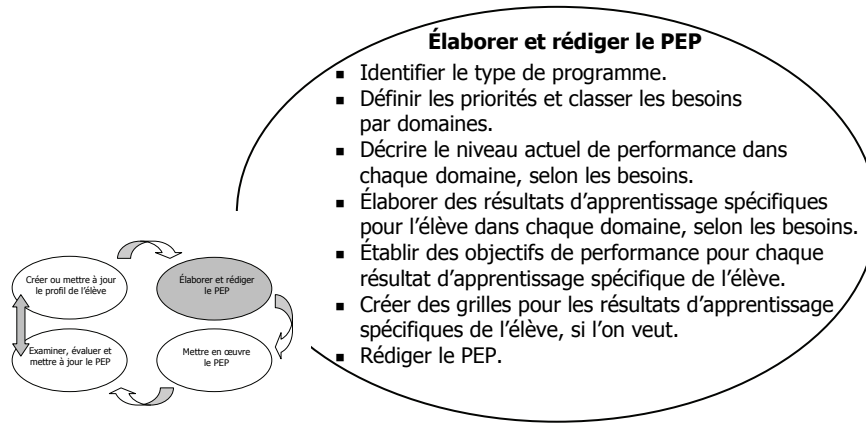 Élaborer et rédiger le PEP
▪ Identifier le type de programme.
▪ Définir les priorités et classer les besoins
par domaines.
▪ Décrire le niveau actuel de performance dans
chaque domaine, selon les besoins.
▪ Élaborer des résultats d’apprentissage spécifiques
pour l’élève dans chaque domaine, selon les besoins.
▪ Établir des objectifs de performance pour chaque
résultat d’apprentissage spécifique de l’élève.
▪ Créer des grilles pour les résultats d’apprentissage
spécifiques de l’élève, si l’on veut.
▪ Rédiger le PEP.
Créer ou mettre à jour
le profil de l’élève
Élaborer et rédiger
le PEP
Examiner, évaluer et
mettre à jour le PEP
Mettre en œuvre
le PEP